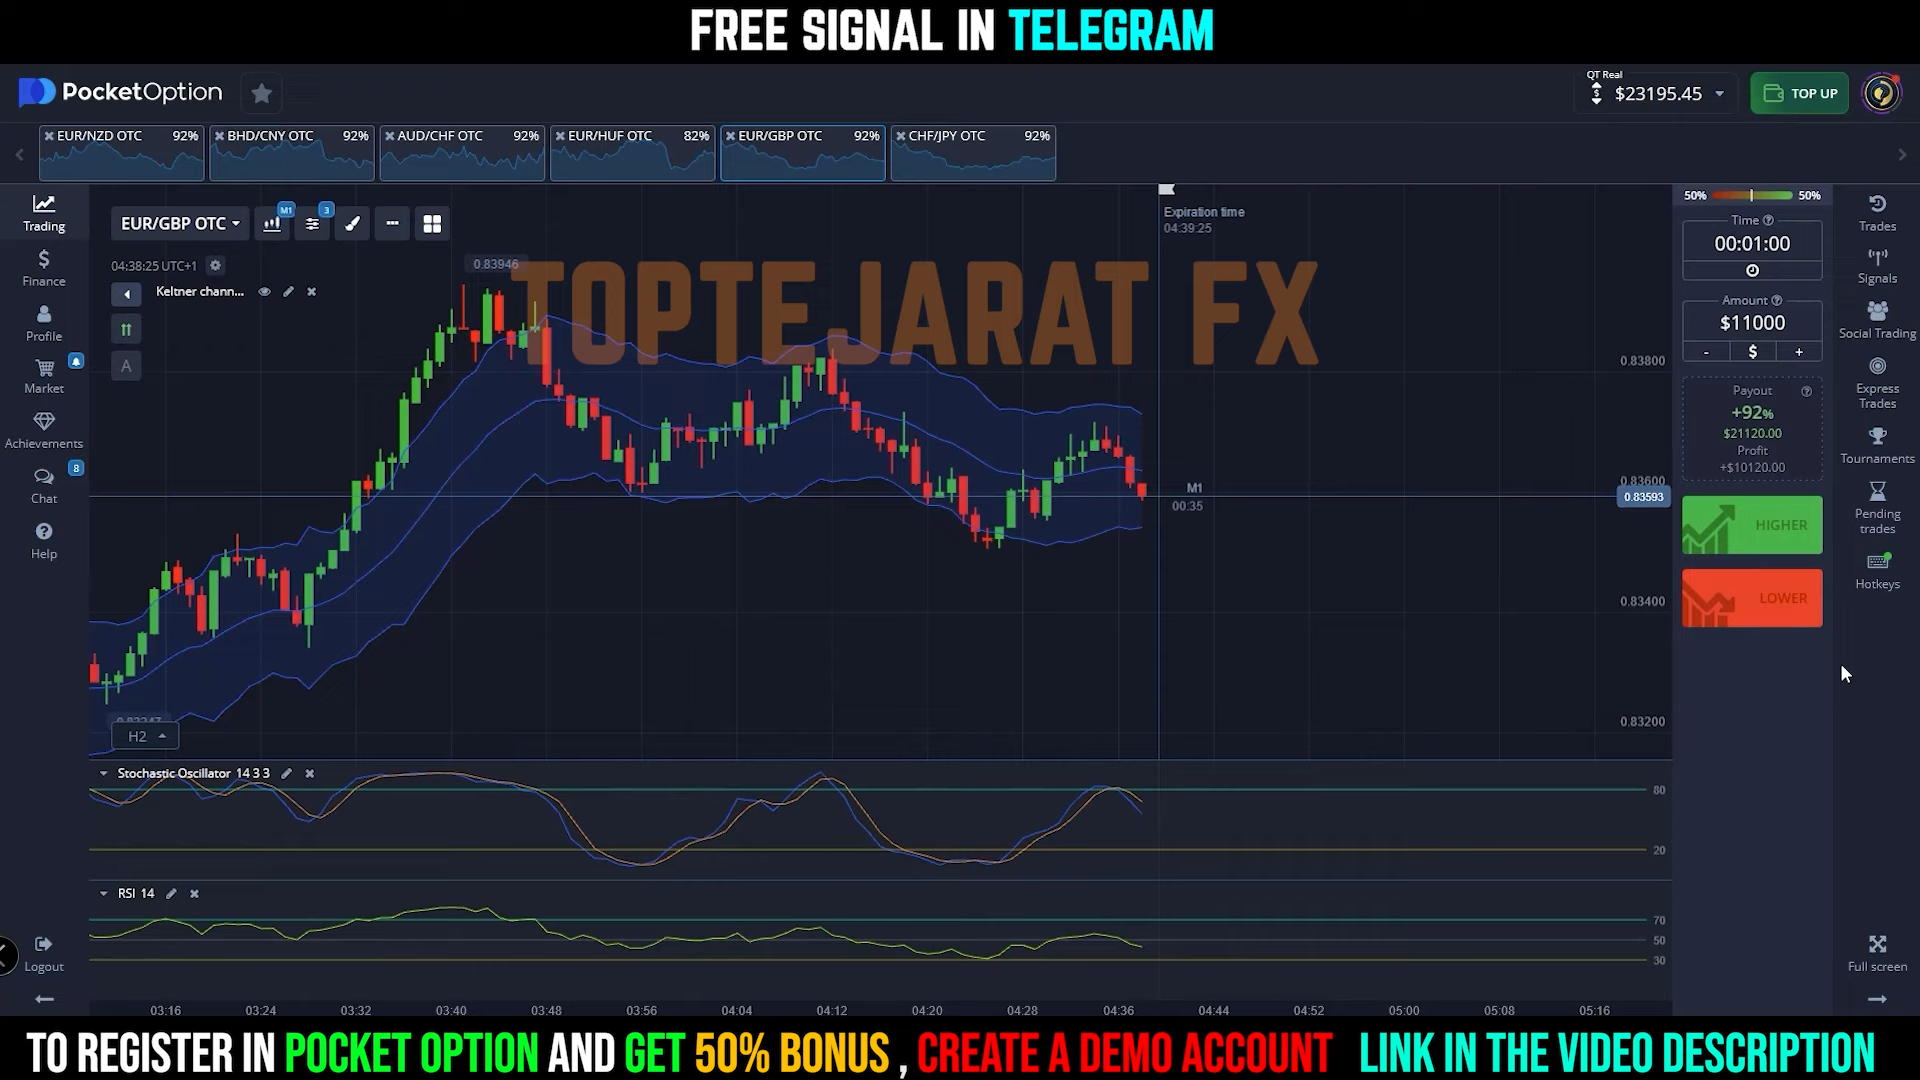 FREE SIGNAL IN TELEGRAM
PocketOption
QT Real
$23195.45
TOP UP
EUR/NZD OTC 92%
BHD/CNY OTC 92%
AUD/CHF OTC 92%
EUR/HUF OTC 82%
EUR/GBP OTC 92%
CHF/JPY OTC 92%
Trading
Finance
Profile
Market
Achievements
8
Chat
Help
Logout
EUR/GBP OTC
M1
3
04:38:25 UTC+1
Keltner chann...
A
0.83946
TOPTEJARAT FX
Expiration time
04:39:25
M1
00:35
0.83800
0.83600
0.83593
0.83400
0.83200
H2
Stochastic Oscillator 14 3 3
80
20
RSI 14
70
50
30
03:16 03:24 03:32 03:40 03:48 03:56 04:04 04:12 04:20 04:28 04:36 04:44 04:52 05:00 05:08 05:16
50% 50%
Time
00:01:00
Amount
$11000
- $ +
Payout
+92%
$21120.00
Profit
+$10120.00
HIGHER
LOWER
Trades
Signals
Social Trading
Express
Trades
Tournaments
Pending
trades
Hotkeys
Full screen
TO REGISTER IN POCKET OPTION AND GET 50% BONUS , CREATE A DEMO ACCOUNT LINK IN THE VIDEO DESCRIPTION